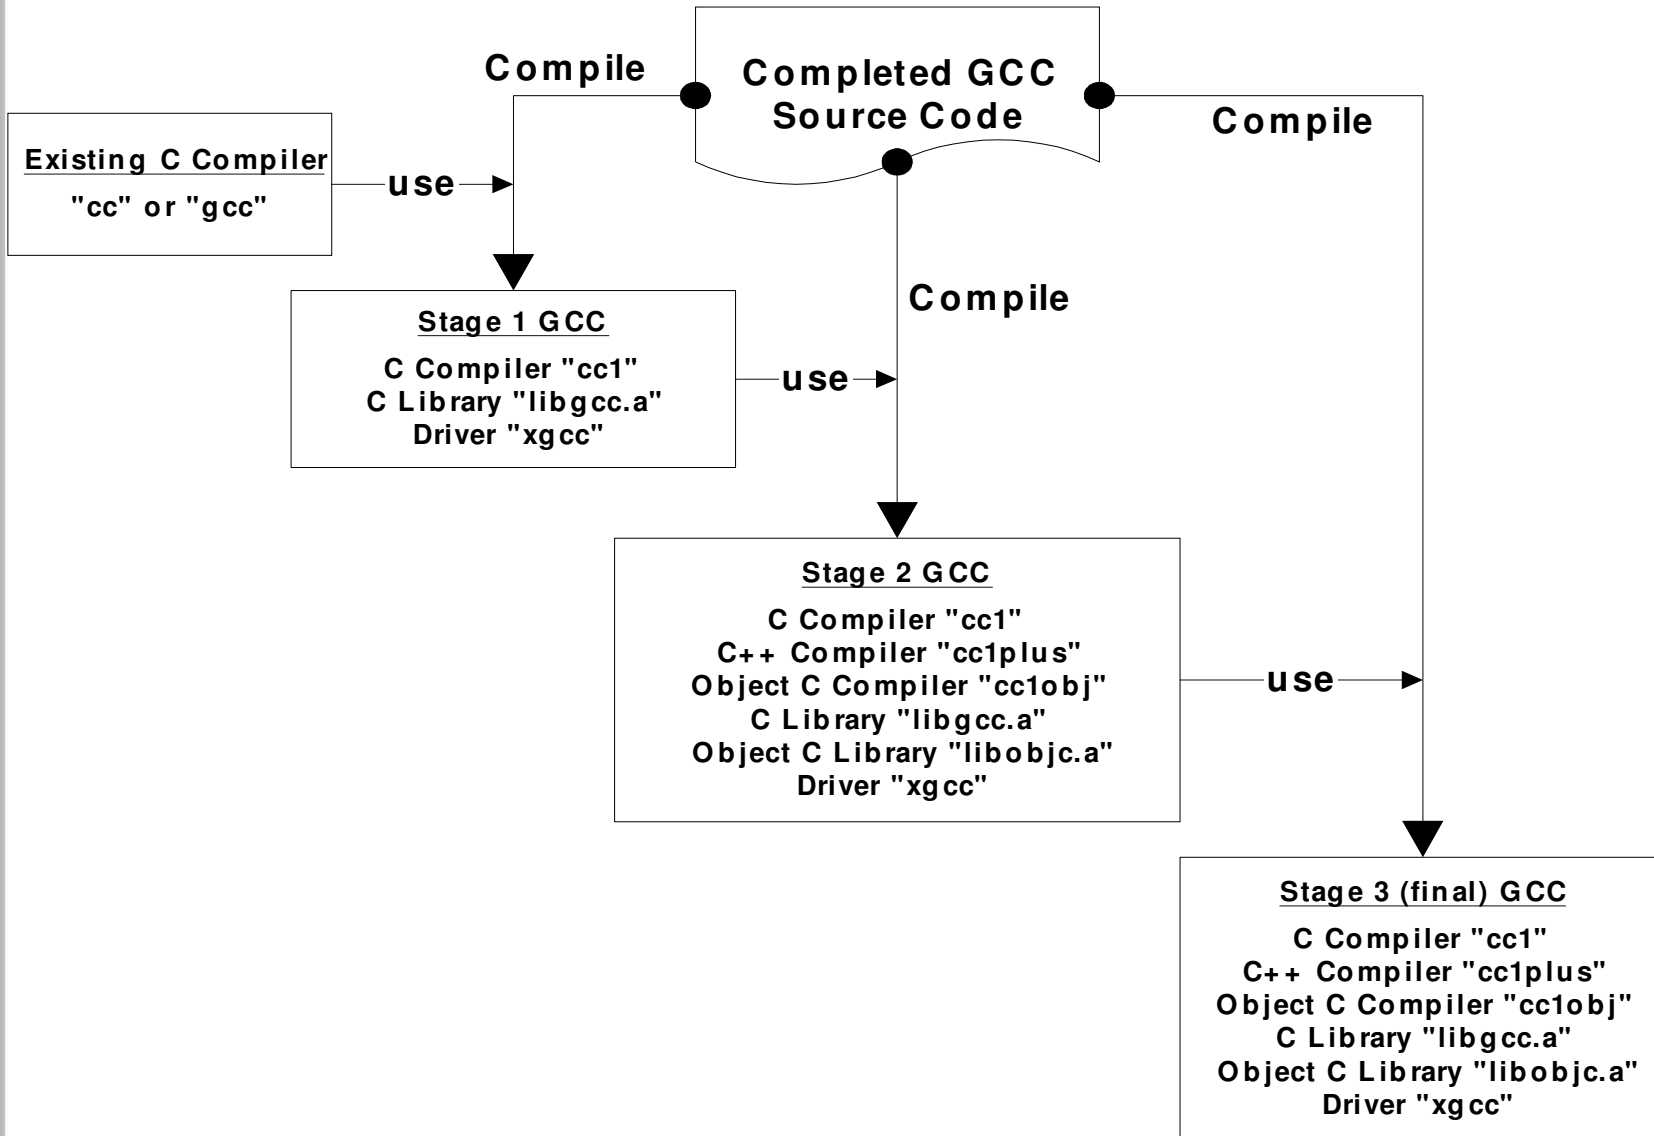 Compile
Completed GCC
Source Code
Compile
Existing C Compiler
"cc" or "gcc"
use
Compile
Stage 1 GCC
C Compiler "cc1"
C Library "libgcc.a"
Driver "xgcc"
use
Stage 2 GCC
C Compiler "cc1"
C++ Compiler "cc1plus"
Object C Compiler "cc1obj"
C Library "libgcc.a"
Object C Library "libobjc.a"
Driver "xgcc"
use
Stage 3 (final) GCC
C Compiler "cc1"
C++ Compiler "cc1plus"
Object C Compiler "cc1obj"
C Library "libgcc.a"
Object C Library "libobjc.a"
Driver "xgcc"